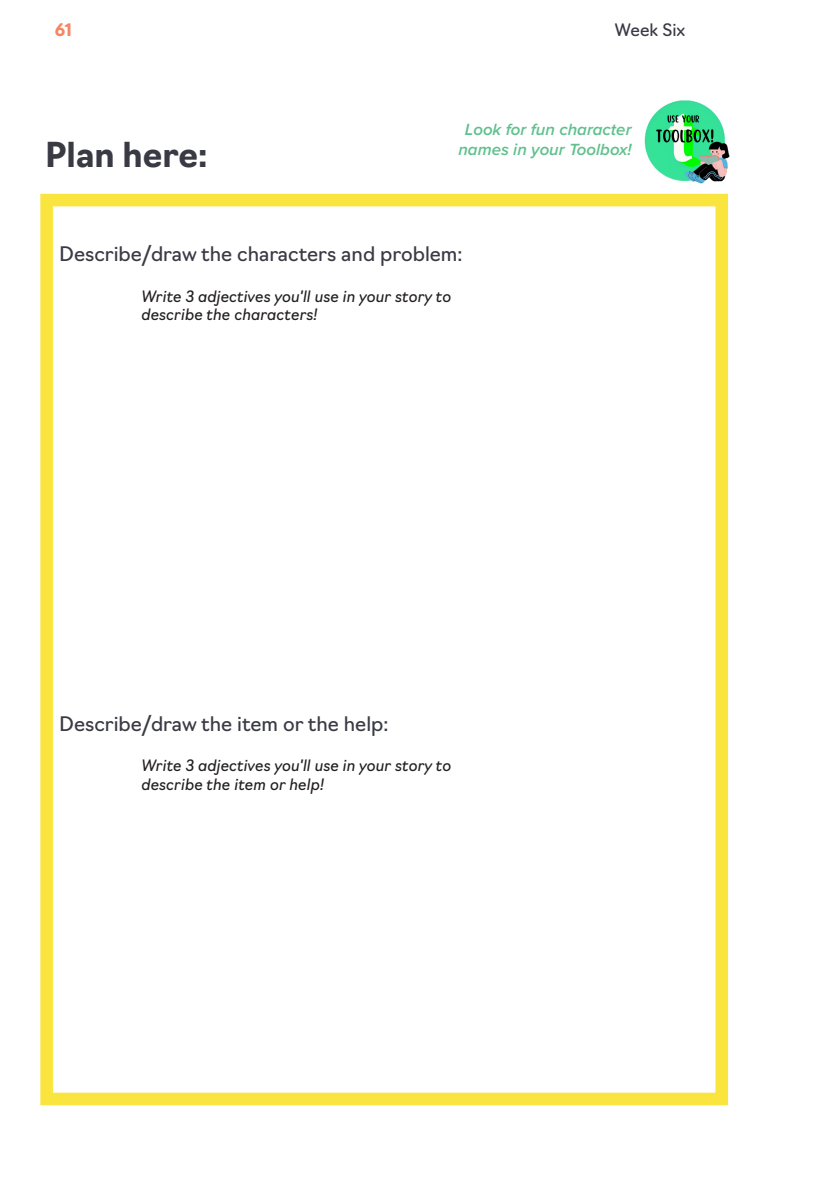 61
Week Six
Look for fun character
names in your Toolbox!
USE YOUR
TOOLBOX!
Plan here:
Describe/draw the characters and problem:
Write 3 adjectives you'll use in your story to
describe the characters!
Describe/draw the item or the help:
Write 3 adjectives you'll use in your story to
describe the item or help!